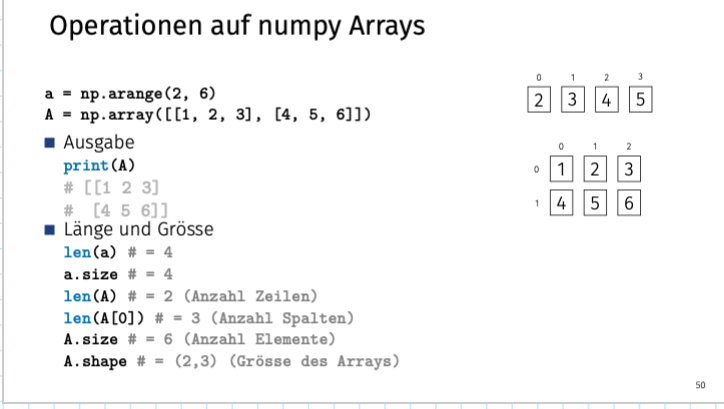 Operationen auf numpy Arrays
a = np.arange(2, 6)
A = np.array([[1, 2, 3], [4, 5, 6]])
■ Ausgabe
print(A)
# [[1 2 3]
#  [4 5 6]]
■ Länge und Grösse
len(a) # = 4
a.size # = 4
len(A) # = 2 (Anzahl Zeilen)
len(A[0]) # = 3 (Anzahl Spalten)
A.size # = 6 (Anzahl Elemente)
A.shape # = (2,3) (Grösse des Arrays)
0 1 2 3
2 3 4 5
0 1 2
0 1 2 3
1 4 5 6
50